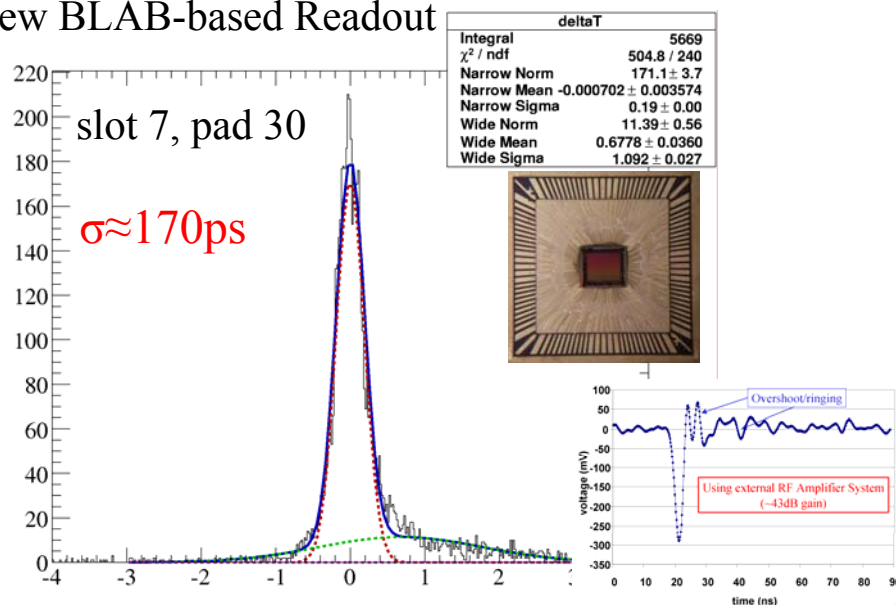 ew BLAB-based Readout
deltaT
Integral 5669
χ² / ndf 504.8 / 240
Narrow Norm 171.1± 3.7
Narrow Mean -0.000702 ± 0.003574
Narrow Sigma 0.19 ± 0.00
Wide Norm 11.39 ± 0.56
Wide Mean 0.6778 ± 0.0360
Wide Sigma 1.092 ± 0.027
220
200
180
160
140
120
100
80
60
40
20
0
slot 7, pad 30
σ≈170ps
-4 -3 -2 -1 0 1 2
100
50
0
-50
-100
-150
-200
-250
-300
-350
voltage (mV)
Overshoot/ringing
Using external RF Amplifier System
(~43dB gain)
0 10 20 30 40 50 60 70 80 90
time (ns)